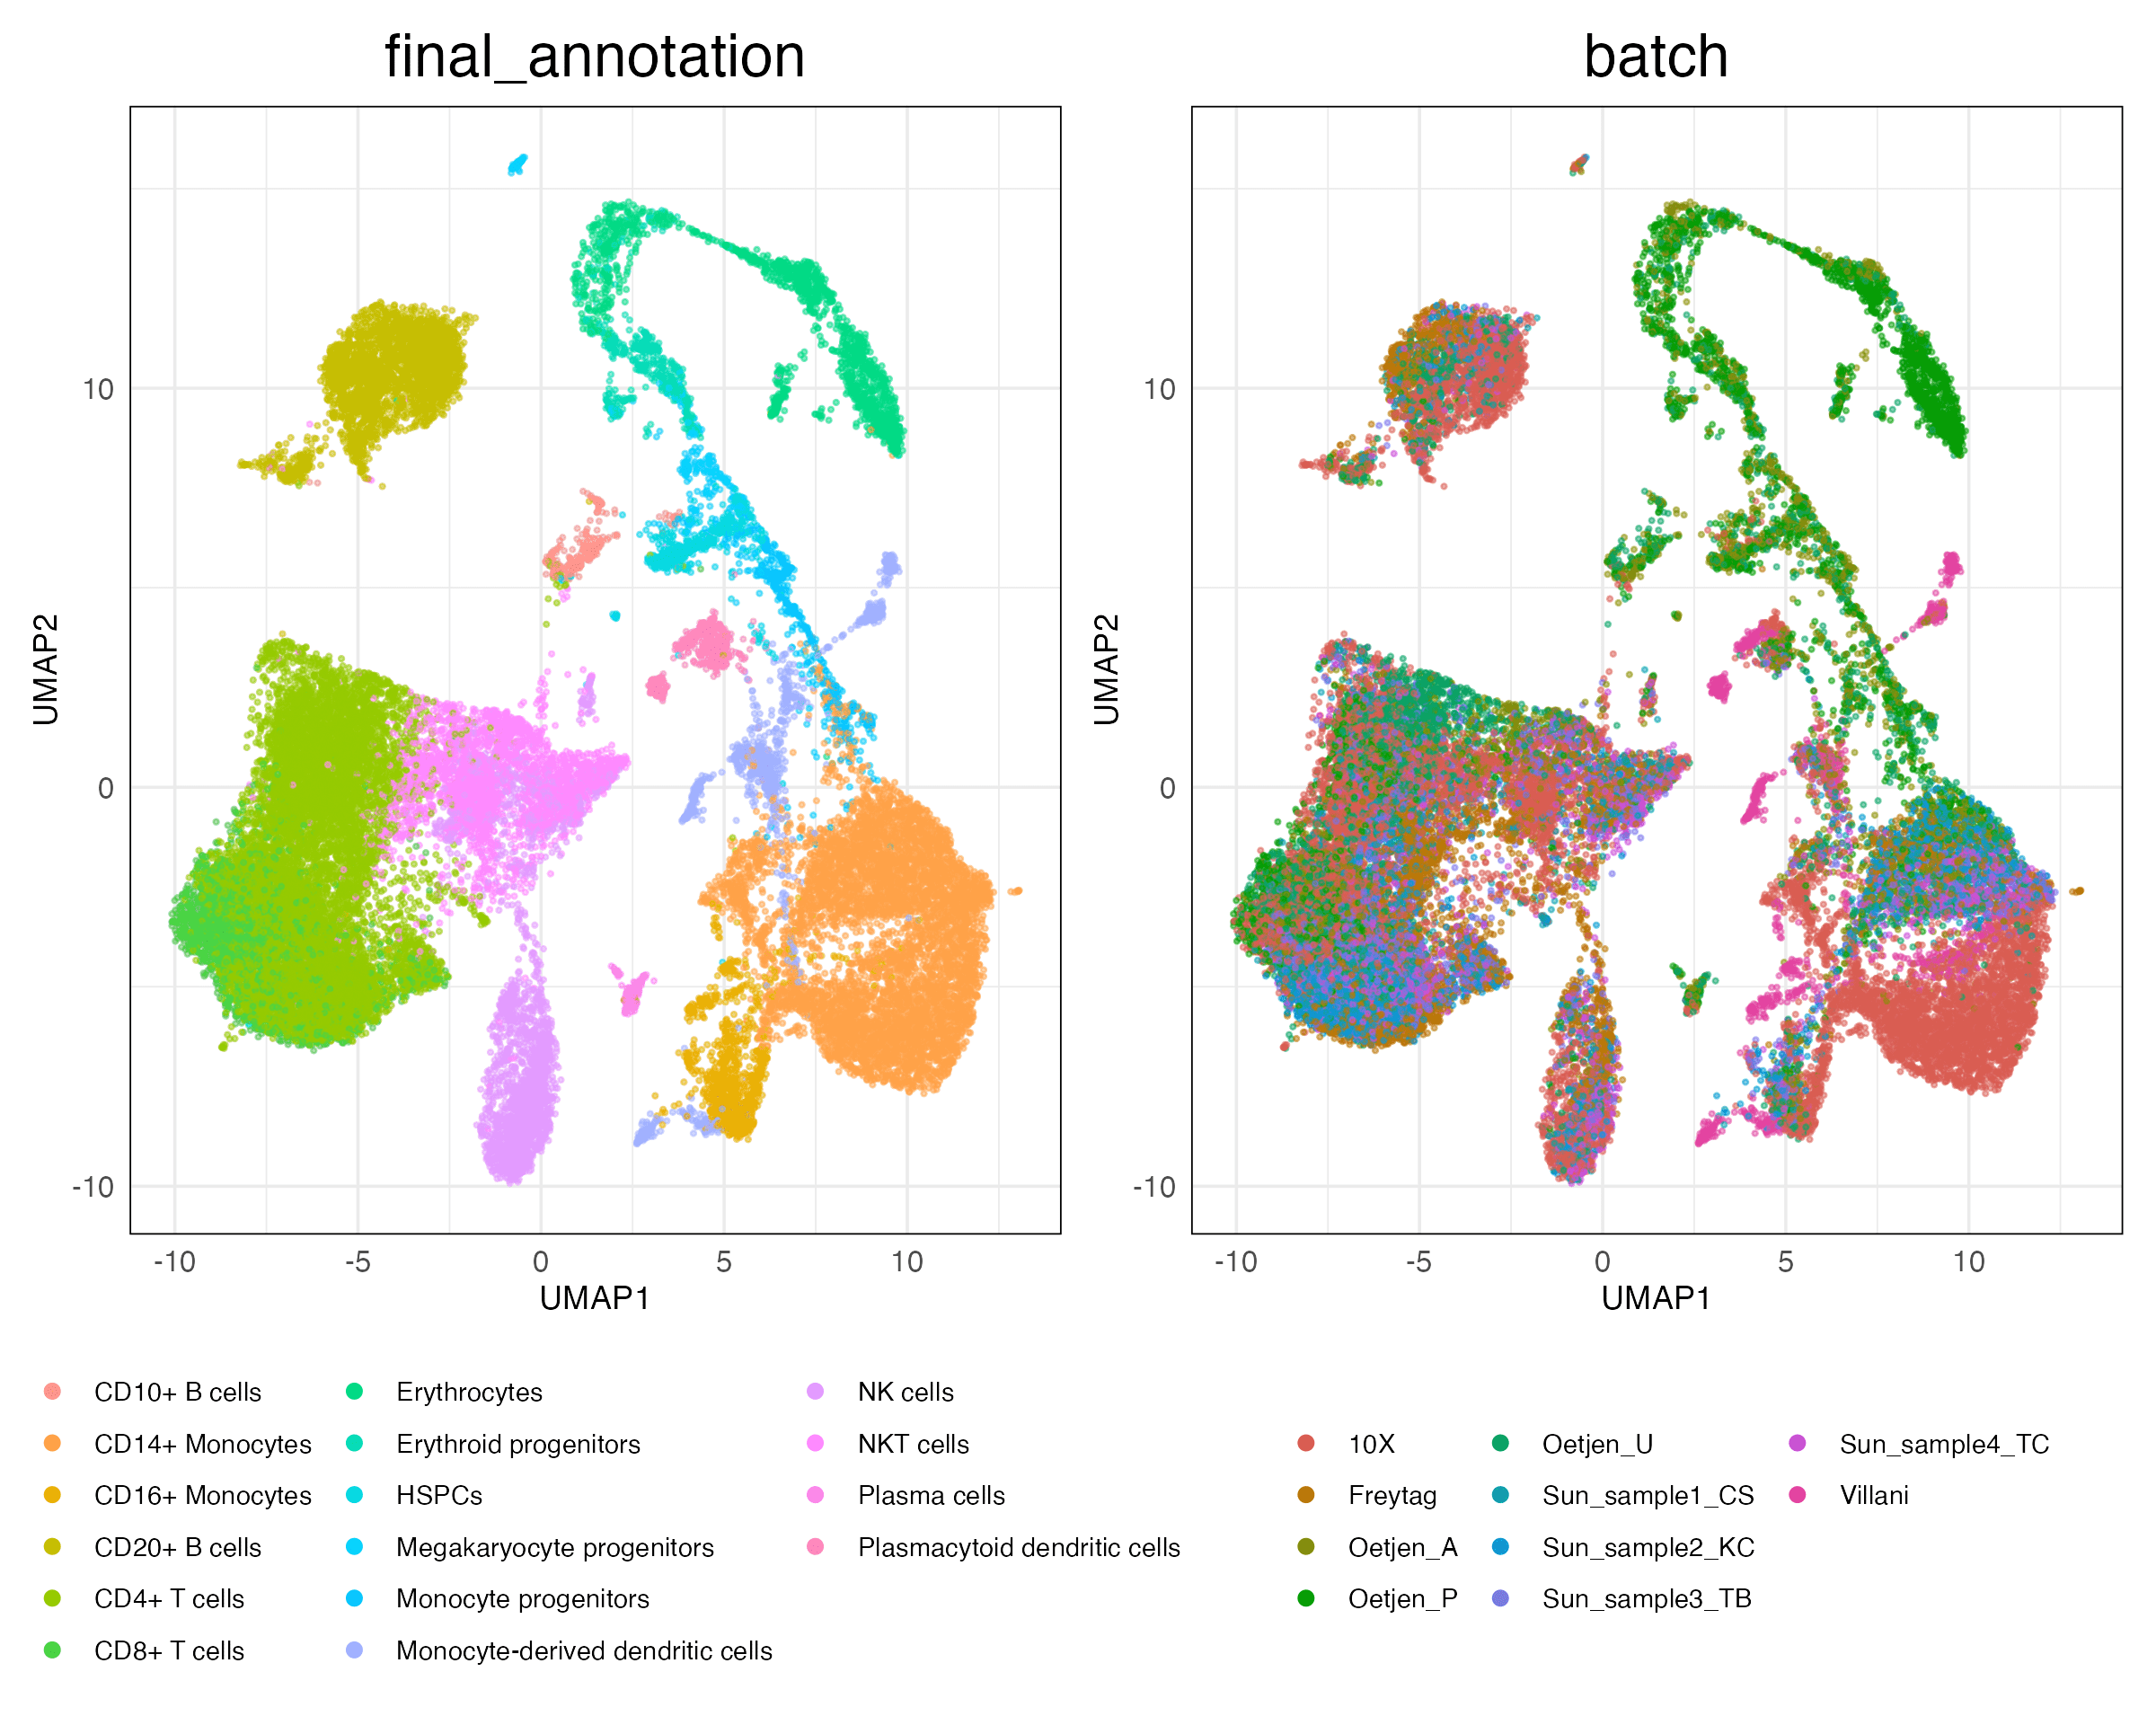 final_annotation
batch
UMAP2
10
0
-10
-10
-5
0
5
10
UMAP1
UMAP2
10
0
-10
-10
-5
0
5
10
UMAP1
CD10+ B cells
CD14+ Monocytes
CD16+ Monocytes
CD20+ B cells
CD4+ T cells
CD8+ T cells
Erythrocytes
Erythroid progenitors
HSPCs
Megakaryocyte progenitors
Monocyte progenitors
Monocyte-derived dendritic cells
NK cells
NKT cells
Plasma cells
Plasmacytoid dendritic cells
10X
Freytag
Oetjen_A
Oetjen_P
Oetjen_U
Sun_sample1_CS
Sun_sample2_KC
Sun_sample3_TB
Sun_sample4_TC
Villani